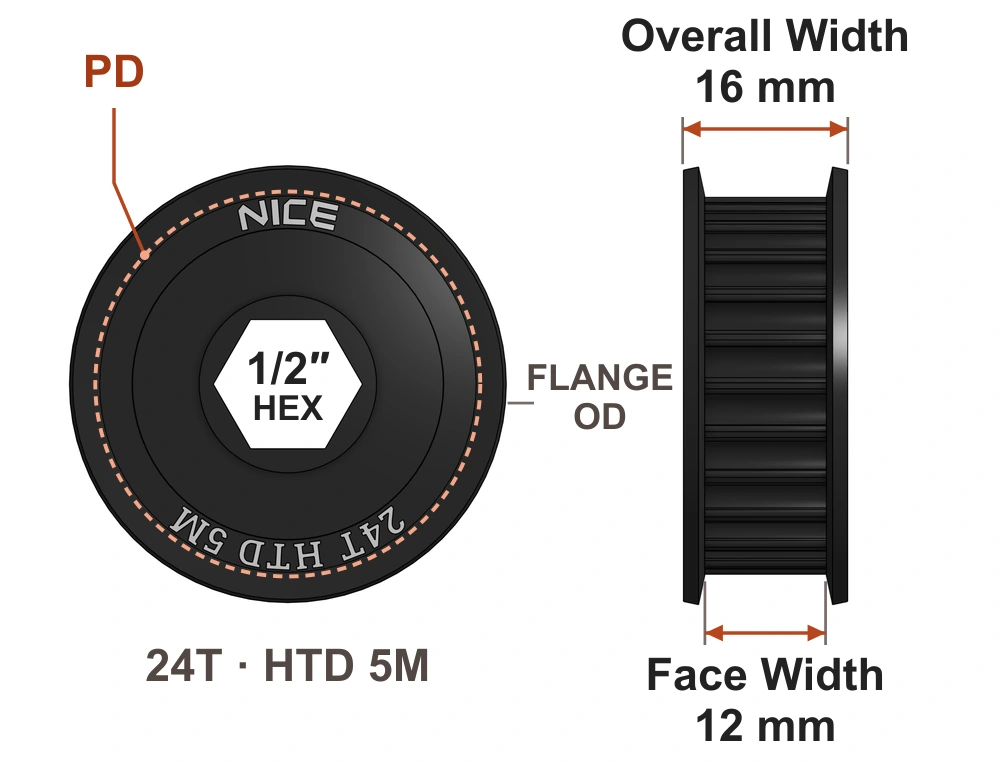 Overall Width
16 mm
PD
NICE
1/2"
HEX
FLANGE
OD
24T HTD 5M
24T · HTD 5M
Face Width
12 mm